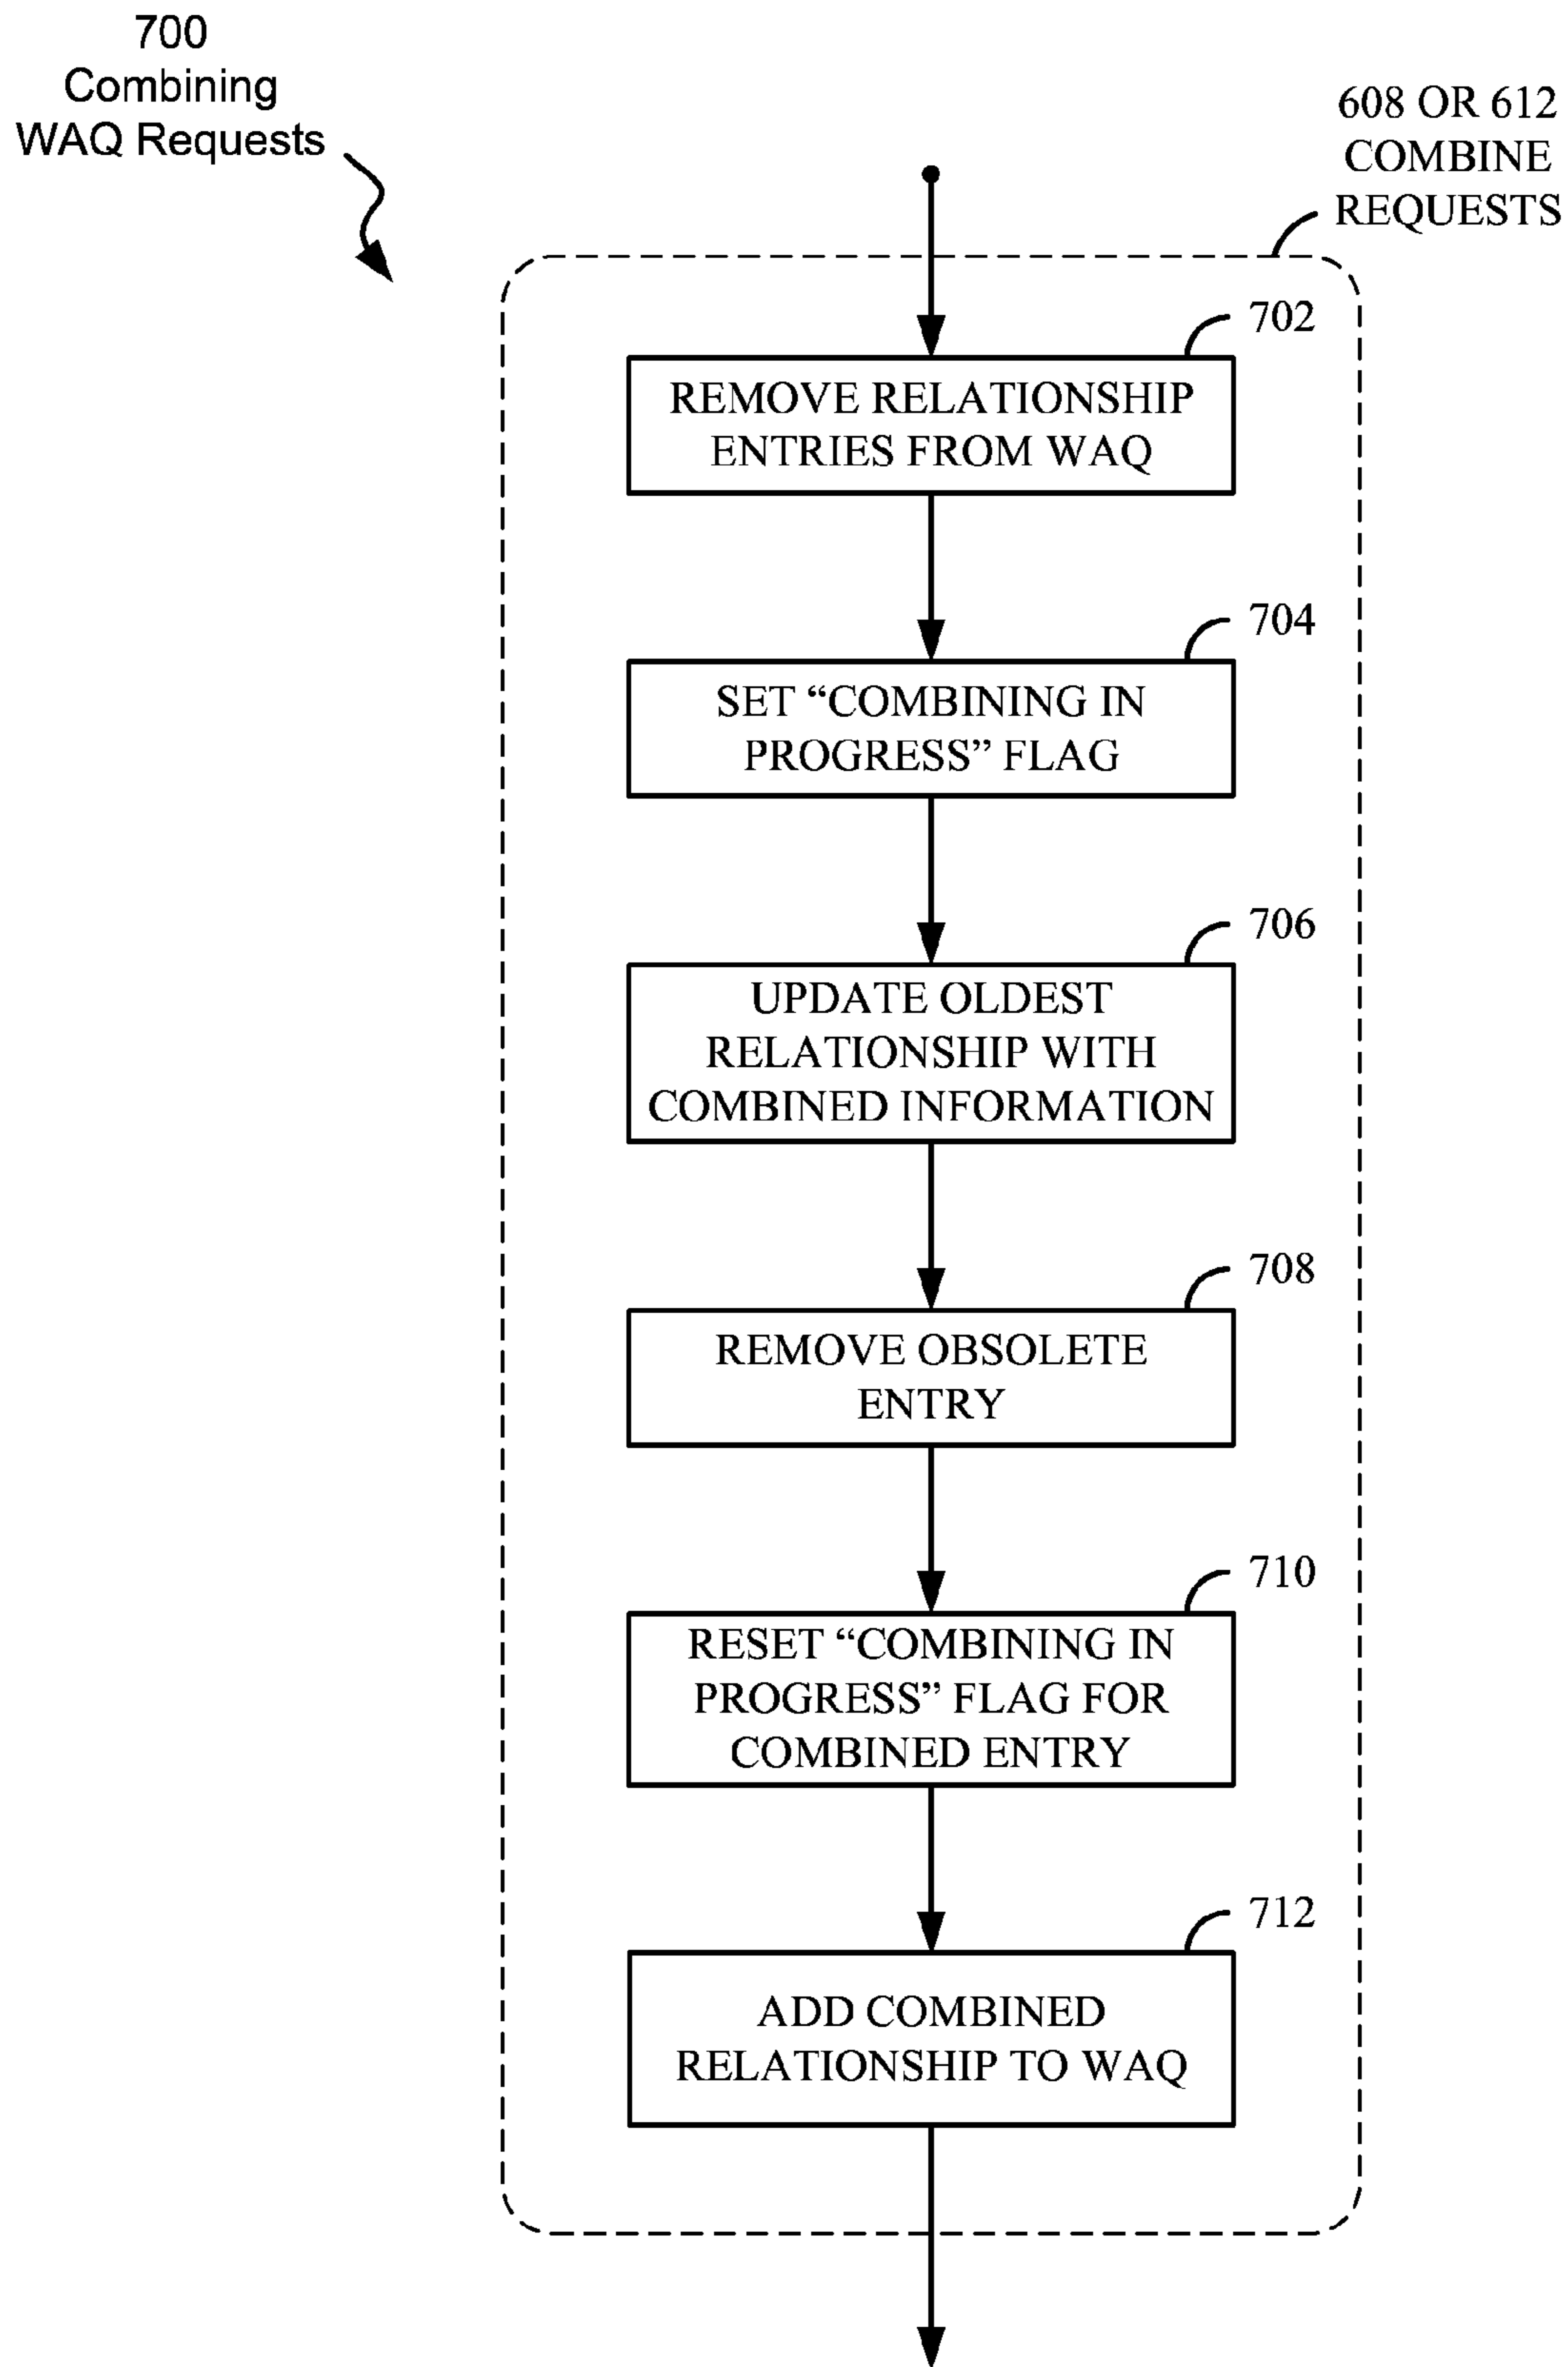 700
Combining
WAQ Requests
608 OR 612
COMBINE
REQUESTS
702
REMOVE RELATIONSHIP
ENTRIES FROM WAQ
704
SET “COMBINING IN
PROGRESS” FLAG
706
UPDATE OLDEST
RELATIONSHIP WITH
COMBINED INFORMATION
708
REMOVE OBSOLETE
ENTRY
710
RESET “COMBINING IN
PROGRESS” FLAG FOR
COMBINED ENTRY
712
ADD COMBINED
RELATIONSHIP TO WAQ